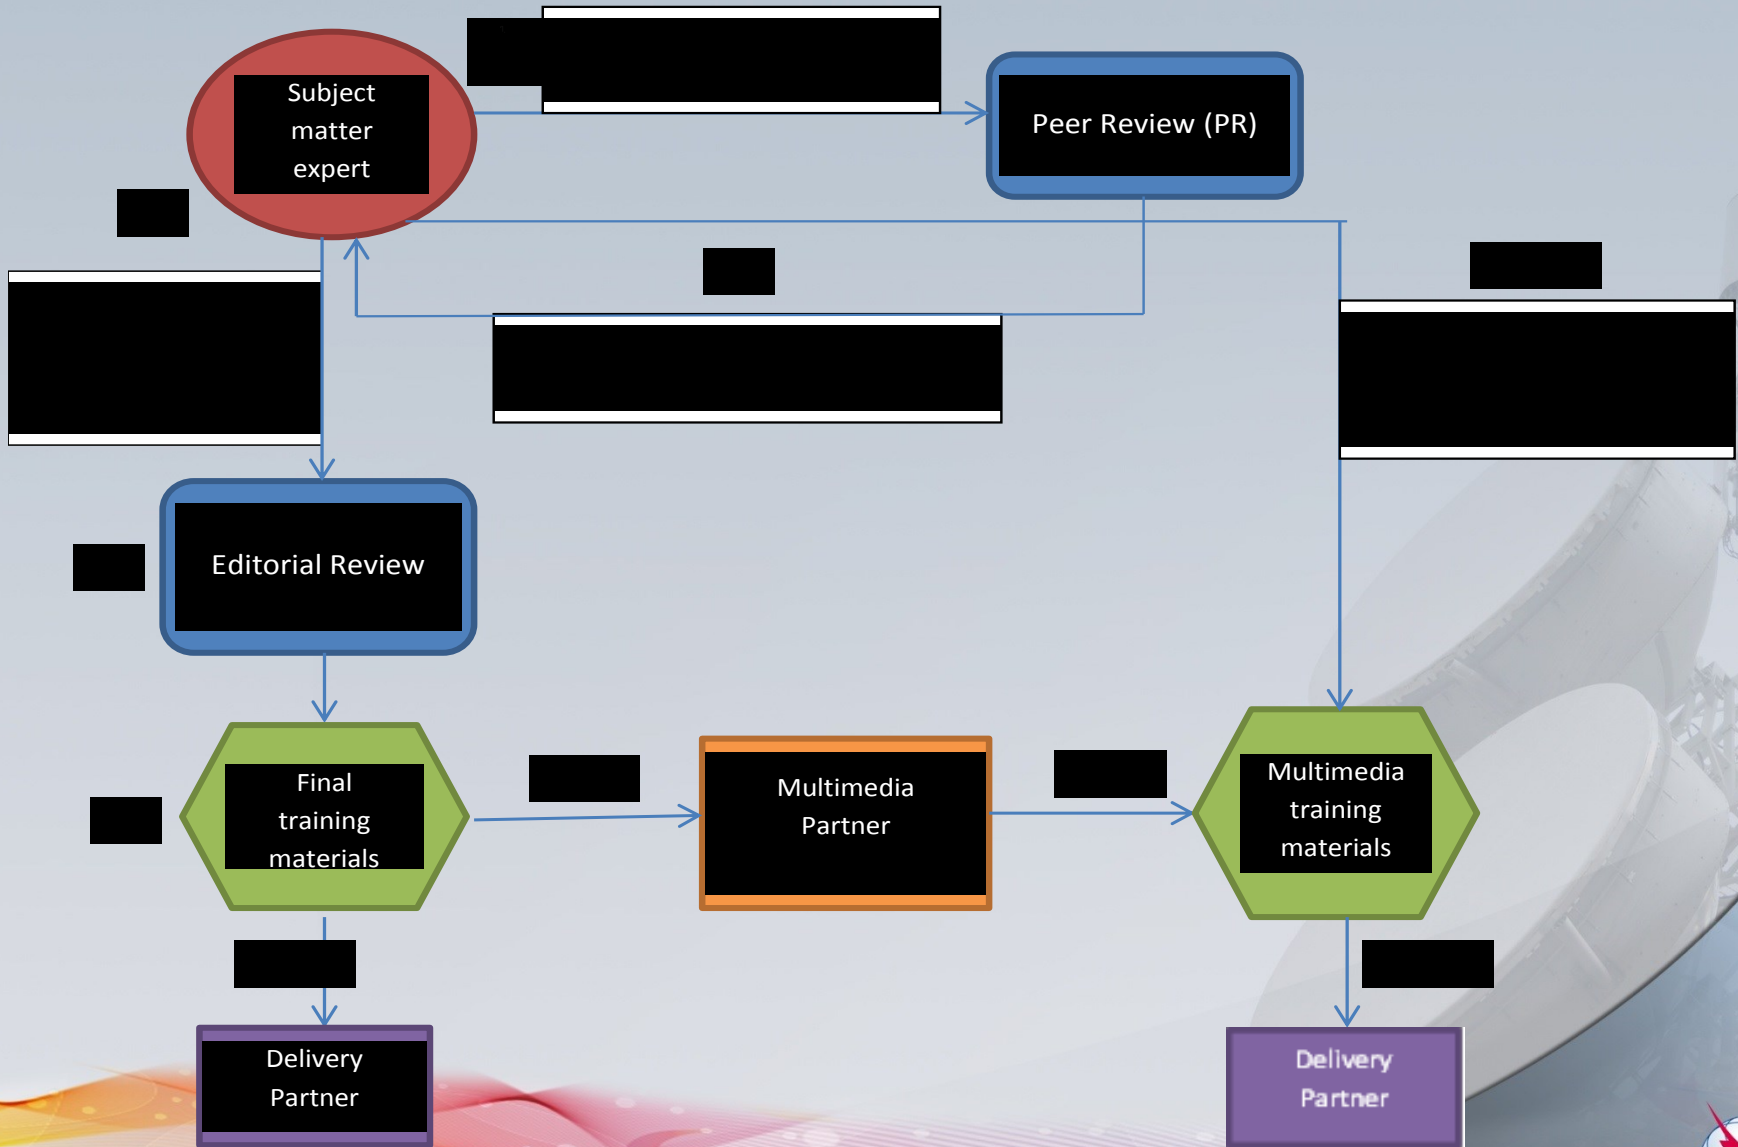 Subject
matter
expert
Peer Review (PR)
Editorial Review
Final
training
materials
Multimedia
Partner
Multimedia
training
materials
Delivery
Partner
Delivery
Partner